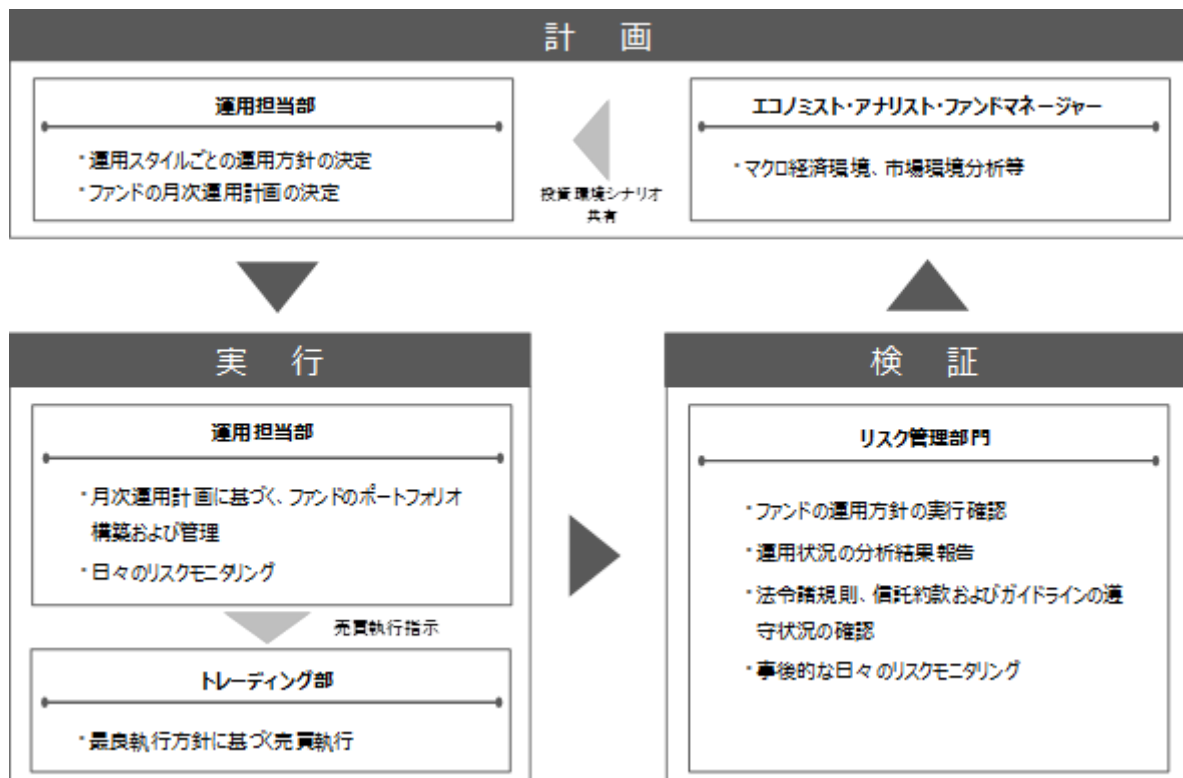 計 画
運用担当部
・運用スタイルごとの運用方針の決定
・ファンドの月次運用計画の決定
投資環境シナリオ
共有
エコノミスト・アナリスト・ファンドマネージャー
・マクロ経済環境、市場環境分析等
実 行
運用担当部
・月次運用計画に基づく、ファンドのポートフォリオ
構築および管理
・日々のリスクモニタリング
売買執行指示
トレーディング部
・最良執行方針に基づく売買執行
検 証
リスク管理部門
・ファンドの運用方針の実行確認
・運用状況の分析結果報告
・法令諸規則、信託約款およびガイドラインの遵
守状況の確認
・事後的な日々のリスクモニタリング